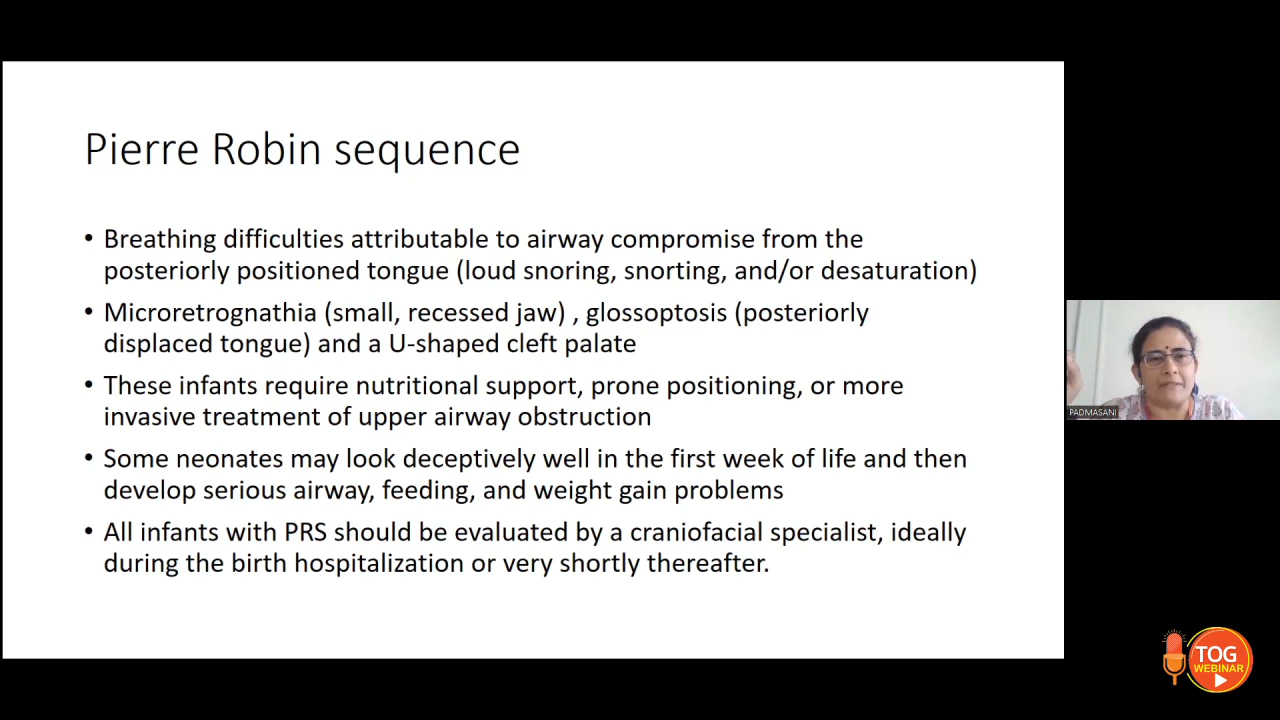 Pierre Robin sequence
• Breathing difficulties attributable to airway compromise from the
posteriorly positioned tongue (loud snoring, snorting, and/or desaturation)
• Microretrognathia (small, recessed jaw) , glossoptosis (posteriorly
displaced tongue) and a U-shaped cleft palate
• These infants require nutritional support, prone positioning, or more
invasive treatment of upper airway obstruction
• Some neonates may look deceptively well in the first week of life and then
develop serious airway, feeding, and weight gain problems
• All infants with PRS should be evaluated by a craniofacial specialist, ideally
during the birth hospitalization or very shortly thereafter.
PADMASANI
TOG
WEBINAR